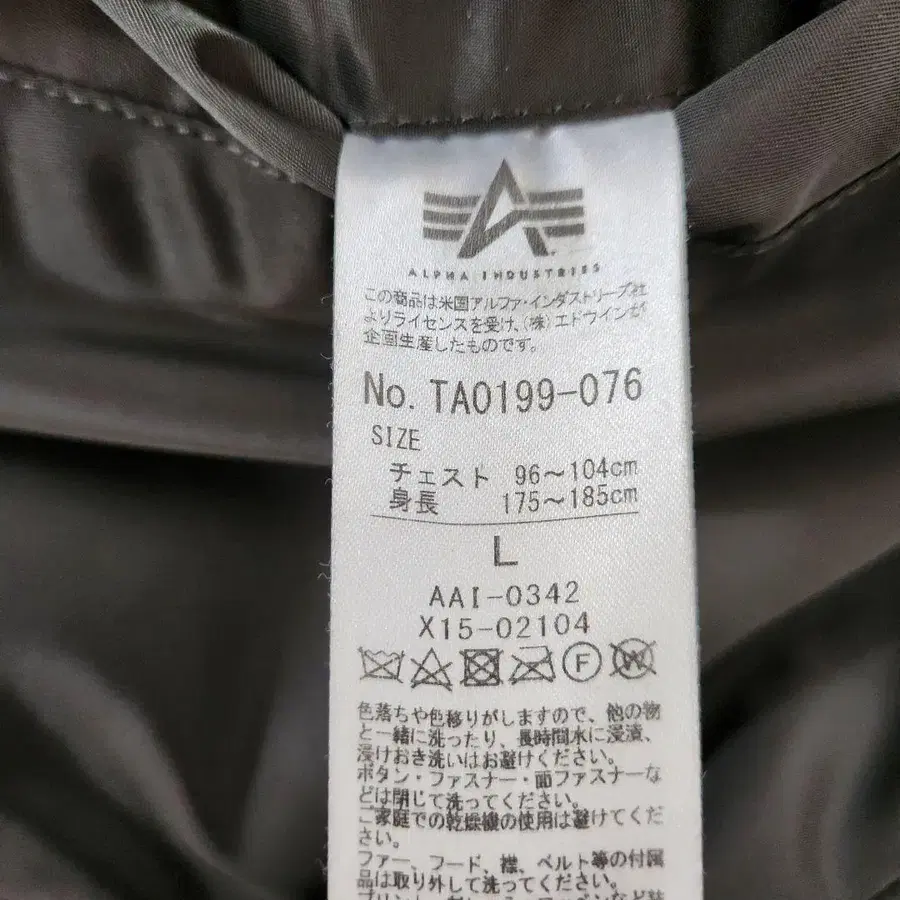 ALPHA INDUSTRIES
この商品は米国アルファ・インダストリーズ社
よりライセンスを受け、(株)エドウインが
企画生産したものです。
No. TA0199-076
SIZE
チェスト 96～104cm
身長 175～185cm
L
AAI-0342
X15-02104
F W
色落ちや色移りがしますので、他の物
と一緒に洗ったり、長時間水に浸漬、
浸けおき洗いはお避けください。
ボタン・ファスナー・面ファスナーな
どは閉じて洗ってください。
ご家庭での乾燥機の使用は避けてくだ
さい。
ファー、フード、襟、ベルト等の付属
品は取り外して洗ってください。